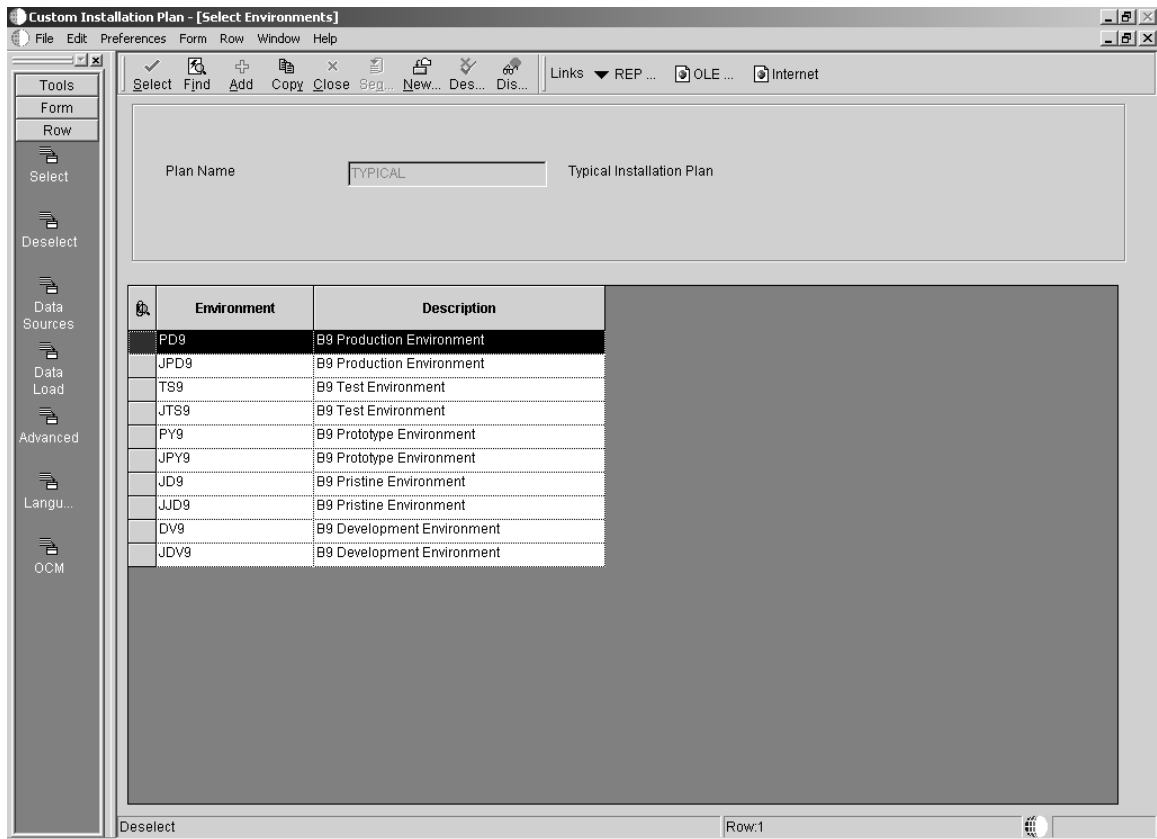 Custom Installation Plan - [Select Environments]
File Edit Preferences Form Row Window Help
Tools
Form
Row
Select
Deselect
Data
Sources
Data
Load
Advanced
Langu...
OCM
Select Find Add Copy Close Seq... New... Des... Dis... Links REP ... OLE ... Internet
Plan Name TYPICAL Typical Installation Plan
Environment Description
PD9 B9 Production Environment
JPD9 B9 Production Environment
TS9 B9 Test Environment
JTS9 B9 Test Environment
PY9 B9 Prototype Environment
JPY9 B9 Prototype Environment
JD9 B9 Pristine Environment
JJD9 B9 Pristine Environment
DV9 B9 Development Environment
JDV9 B9 Development Environment
Deselect Row:1